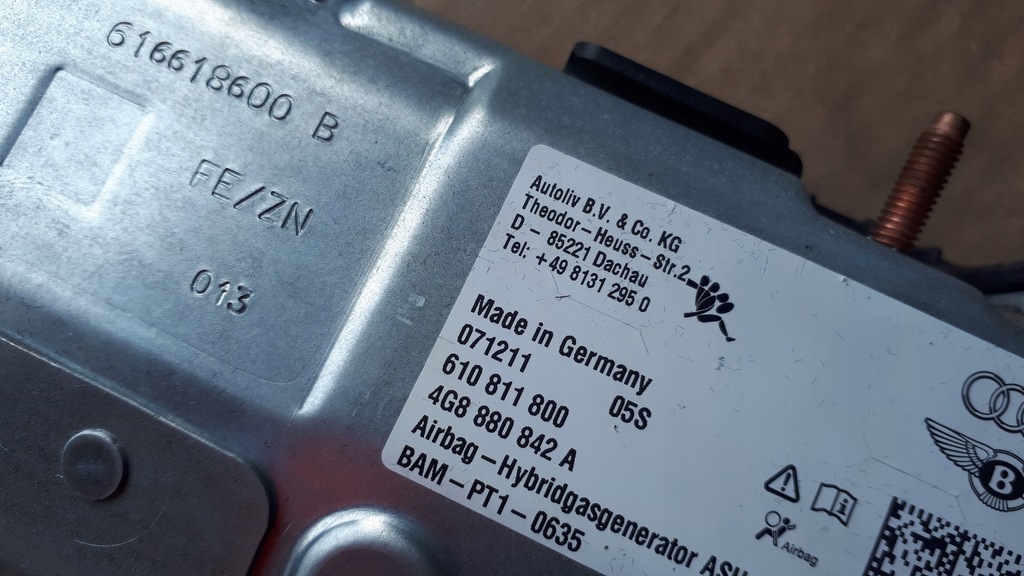 616618600 B
FE/ZN
013
Autoliv B.V. & Co. KG
Theodor-Heuss-Str.2
D - 85221 Dachau
Tel: +49 8131 295 0
Made in Germany
071211
610 811 800 05S
4G8 880 842 A
Airbag-Hybridgasgenerator
BAM-PT1-0635
Airbag
B